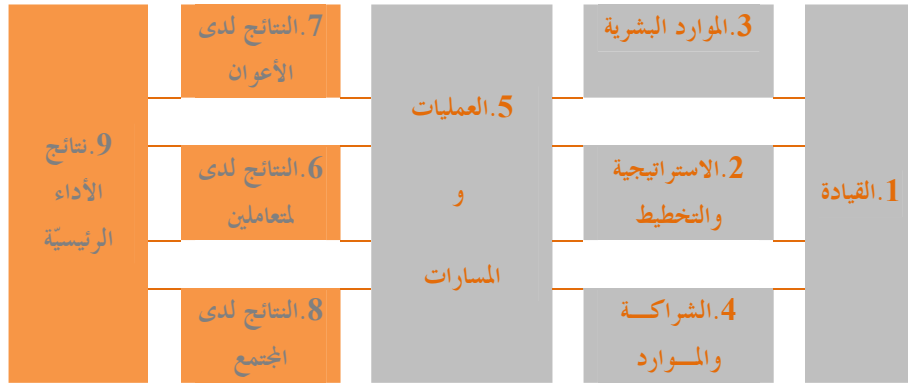 1.القيادة
3.الموارد البشرية
2.الاستراتيجية
والتخطيط
4.الشراكـــة
والمـــوارد
5.العمليات
و
المسارات
7.النتائج لدى
الأعوان
6.النتائج لدى
لمتعاملين
8.النتائج لدى
المجتمع
9.نتائج
الأداء
الرئيسيّة